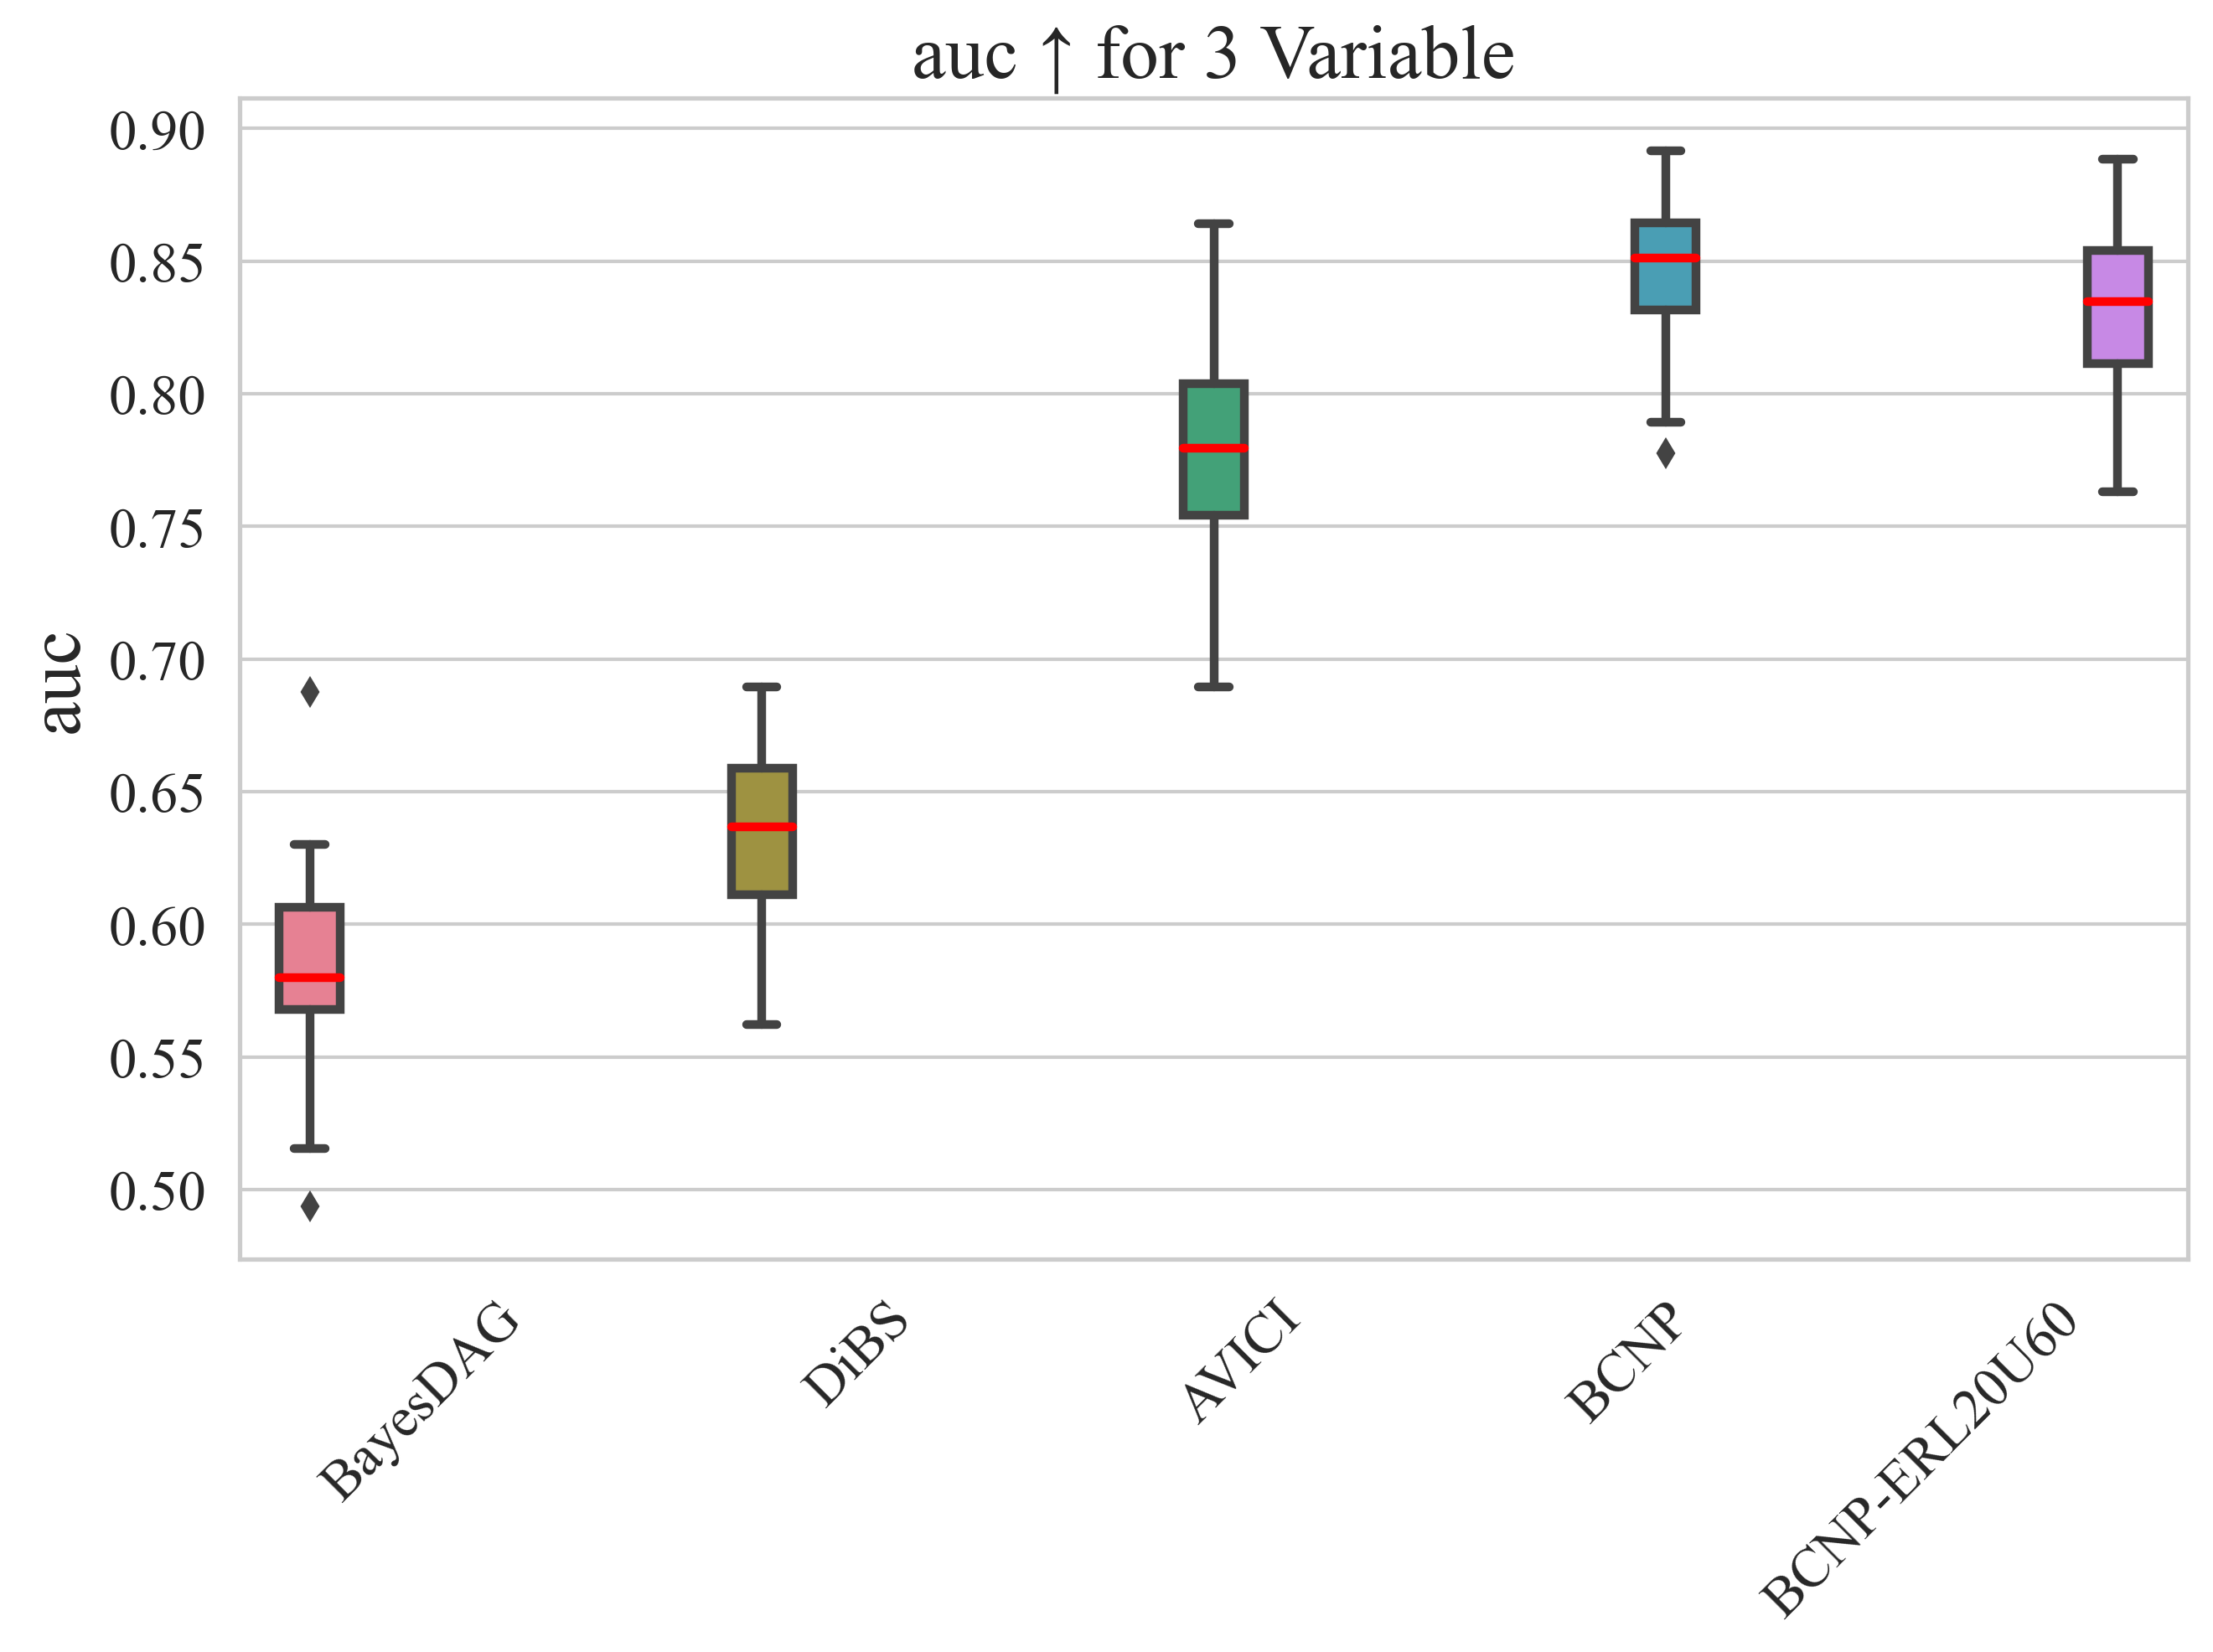 auc ↑ for 3 Variable
auc
0.90
0.85
0.80
0.75
0.70
0.65
0.60
0.55
0.50
BayesDAG
DiBS
AVICI
BCNP
BCNP-ERL20U60